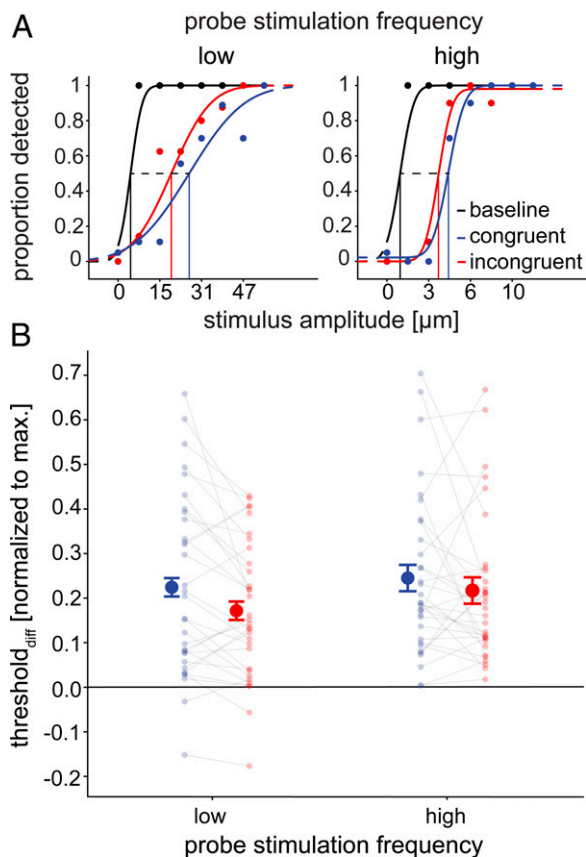 probe stimulation frequency
A
low
high
proportion detected
1
0.8
0.6
0.4
0.2
0
0
15
31
47
1
0.8
0.6
0.4
0.2
0
0
3
6
10
baseline
congruent
incongruent
stimulus amplitude [μm]
B
threshold diff [normalized to max.]
0.7
0.6
0.5
0.4
0.3
0.2
0.1
0.0
-0.1
-0.2
low
high
probe stimulation frequency